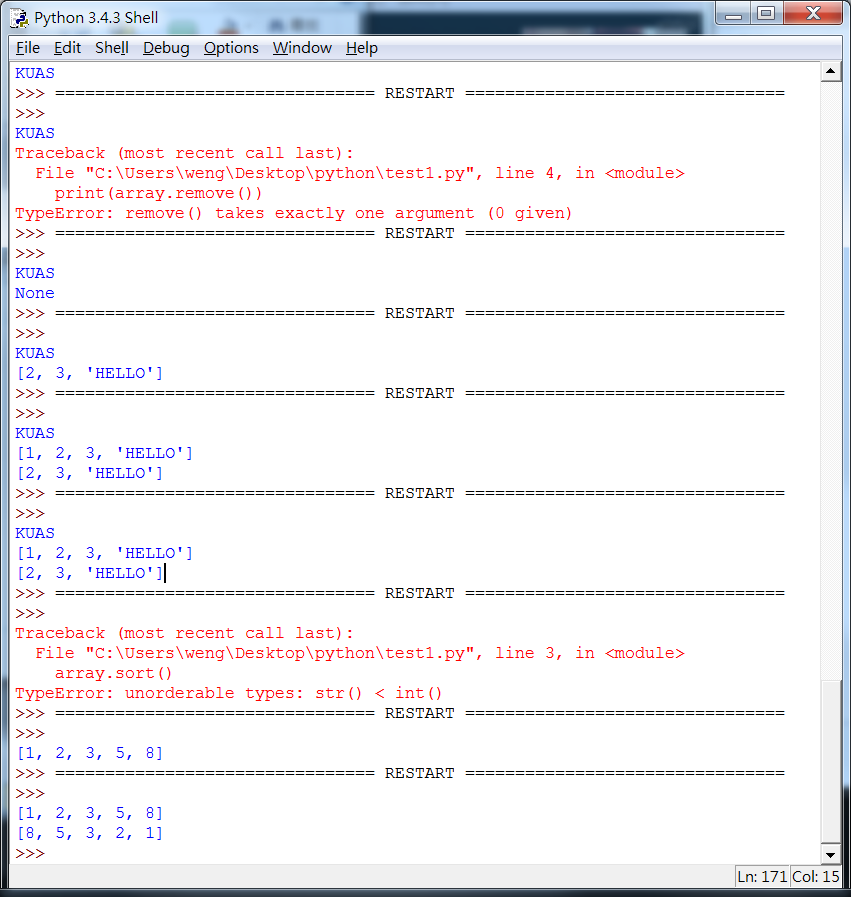 Python 3.4.3 Shell
File Edit Shell Debug Options Window Help
KUAS
>>> ================================ RESTART ================================
>>>
KUAS
Traceback (most recent call last):
  File "C:\Users\weng\Desktop\python\test1.py", line 4, in <module>
    print(array.remove())
TypeError: remove() takes exactly one argument (0 given)
>>> ================================ RESTART ================================
>>>
KUAS
None
>>> ================================ RESTART ================================
>>>
KUAS
[2, 3, 'HELLO']
>>> ================================ RESTART ================================
>>>
KUAS
[1, 2, 3, 'HELLO']
[2, 3, 'HELLO']
>>> ================================ RESTART ================================
>>>
KUAS
[1, 2, 3, 'HELLO']
[2, 3, 'HELLO']
>>> ================================ RESTART ================================
>>>
Traceback (most recent call last):
  File "C:\Users\weng\Desktop\python\test1.py", line 3, in <module>
    array.sort()
TypeError: unorderable types: str() < int()
>>> ================================ RESTART ================================
>>>
[1, 2, 3, 5, 8]
>>> ================================ RESTART ================================
>>>
[1, 2, 3, 5, 8]
[8, 5, 3, 2, 1]
>>>
Ln: 171 Col: 15